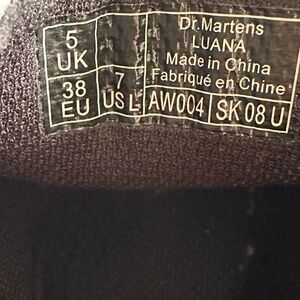 5 UK
38 EU
7 US L
Dr.Martens
LUANA
Made in China
Fabriqué en Chine
AW004
SK 08 U